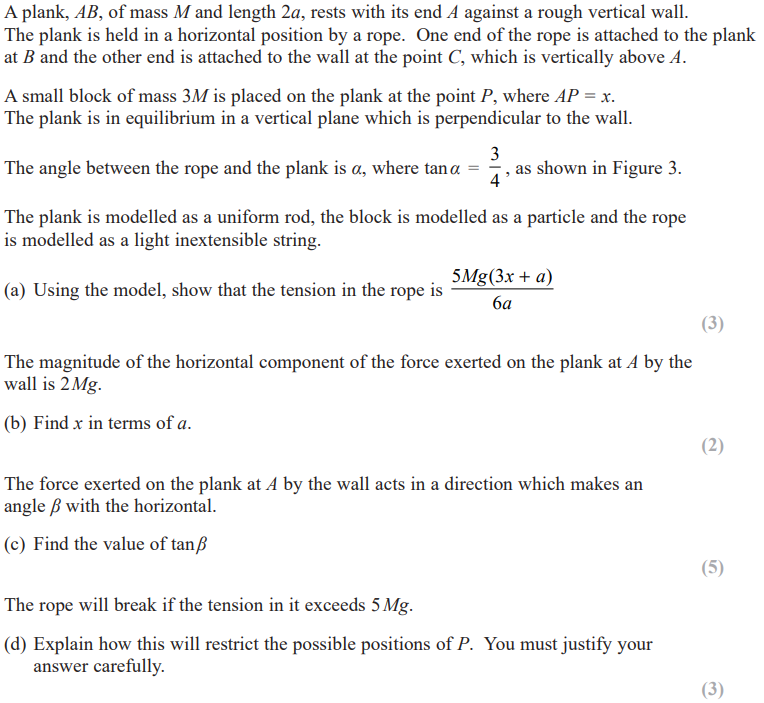 A plank, AB, of mass M and length 2a, rests with its end A against a rough vertical wall.
The plank is held in a horizontal position by a rope. One end of the rope is attached to the plank
at B and the other end is attached to the wall at the point C, which is vertically above A.
A small block of mass 3M is placed on the plank at the point P, where AP = x.
The plank is in equilibrium in a vertical plane which is perpendicular to the wall.
The angle between the rope and the plank is α, where tan α = 3/4, as shown in Figure 3.
The plank is modelled as a uniform rod, the block is modelled as a particle and the rope
is modelled as a light inextensible string.
(a) Using the model, show that the tension in the rope is 5Mg(3x + a)/6a
(3)
The magnitude of the horizontal component of the force exerted on the plank at A by the
wall is 2Mg.
(b) Find x in terms of a.
(2)
The force exerted on the plank at A by the wall acts in a direction which makes an
angle β with the horizontal.
(c) Find the value of tan β
(5)
The rope will break if the tension in it exceeds 5 Mg.
(d) Explain how this will restrict the possible positions of P. You must justify your
answer carefully.
(3)